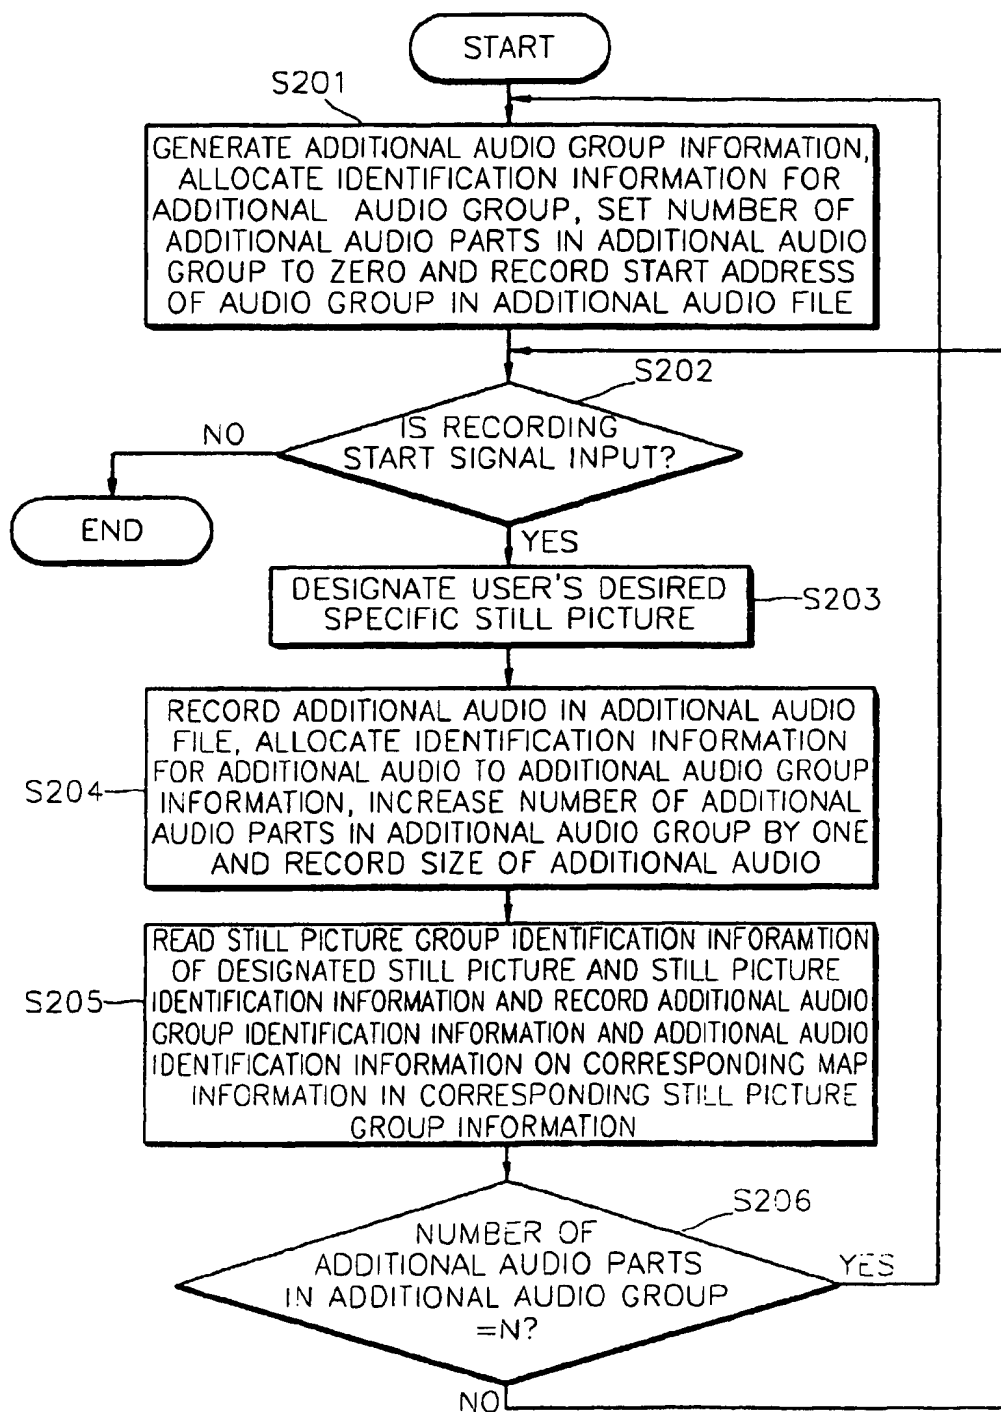 START
S201
GENERATE ADDITIONAL AUDIO GROUP INFORMATION,
ALLOCATE IDENTIFICATION INFORMATION FOR
ADDITIONAL AUDIO GROUP, SET NUMBER OF
ADDITIONAL AUDIO PARTS IN ADDITIONAL AUDIO
GROUP TO ZERO AND RECORD START ADDRESS
OF AUDIO GROUP IN ADDITIONAL AUDIO FILE
S202
IS RECORDING
START SIGNAL INPUT?
NO
END
YES
DESIGNATE USER'S DESIRED
SPECIFIC STILL PICTURE
S203
RECORD ADDITIONAL AUDIO IN ADDITIONAL AUDIO
FILE, ALLOCATE IDENTIFICATION INFORMATION
FOR ADDITIONAL AUDIO TO ADDITIONAL AUDIO GROUP
INFORMATION, INCREASE NUMBER OF ADDITIONAL
AUDIO PARTS IN ADDITIONAL AUDIO GROUP BY ONE
AND RECORD SIZE OF ADDITIONAL AUDIO
S204
READ STILL PICTURE GROUP IDENTIFICATION INFORAMTION
OF DESIGNATED STILL PICTURE AND STILL PICTURE
IDENTIFICATION INFORMATION AND RECORD ADDITIONAL AUDIO
GROUP IDENTIFICATION INFORMATION AND ADDITIONAL AUDIO
IDENTIFICATION INFORMATION ON CORRESPONDING MAP
INFORMATION IN CORRESPONDING STILL PICTURE
GROUP INFORMATION
S205
S206
NUMBER OF
ADDITIONAL AUDIO PARTS
IN ADDITIONAL AUDIO GROUP
=N?
YES
NO